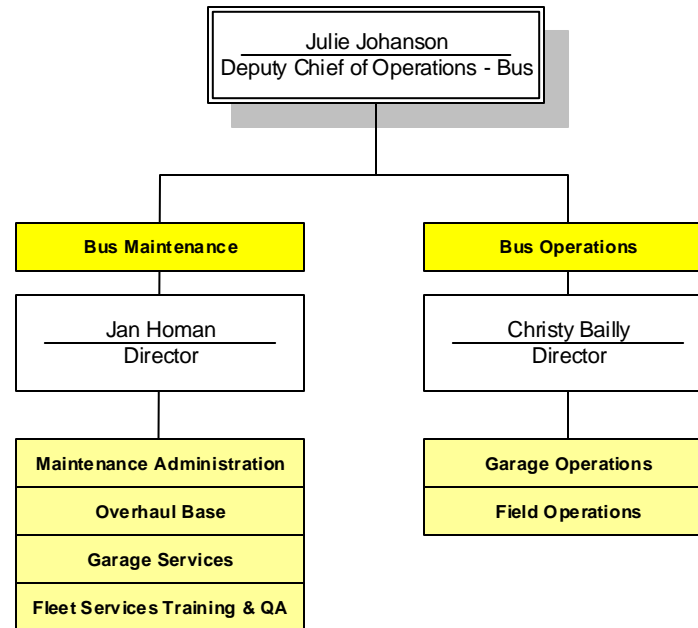 Julie Johanson
Deputy Chief of Operations - Bus
Bus Maintenance
Jan Homan
Director
Maintenance Administration
Overhaul Base
Garage Services
Fleet Services Training & QA
Bus Operations
Christy Bailly
Director
Garage Operations
Field Operations